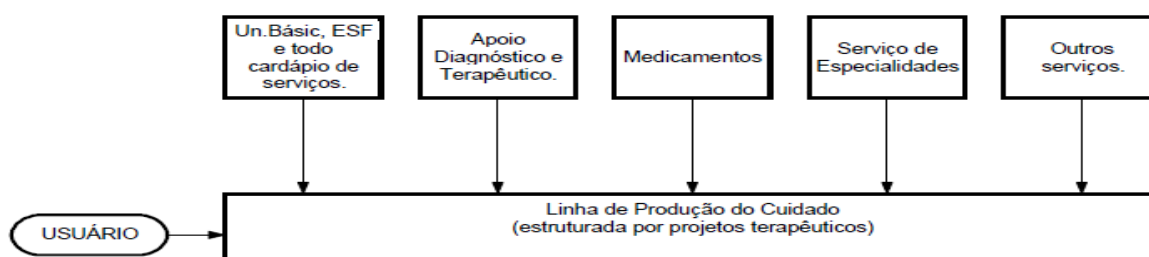 Un.Básic, ESF
e todo
cardápio de
serviços.
Apoio
Diagnóstico e
Terapêutico.
Medicamentos
Serviço de
Especialidades
Outros
serviços.
Linha de Produção do Cuidado
(estruturada por projetos terapêuticos)
USUÁRIO